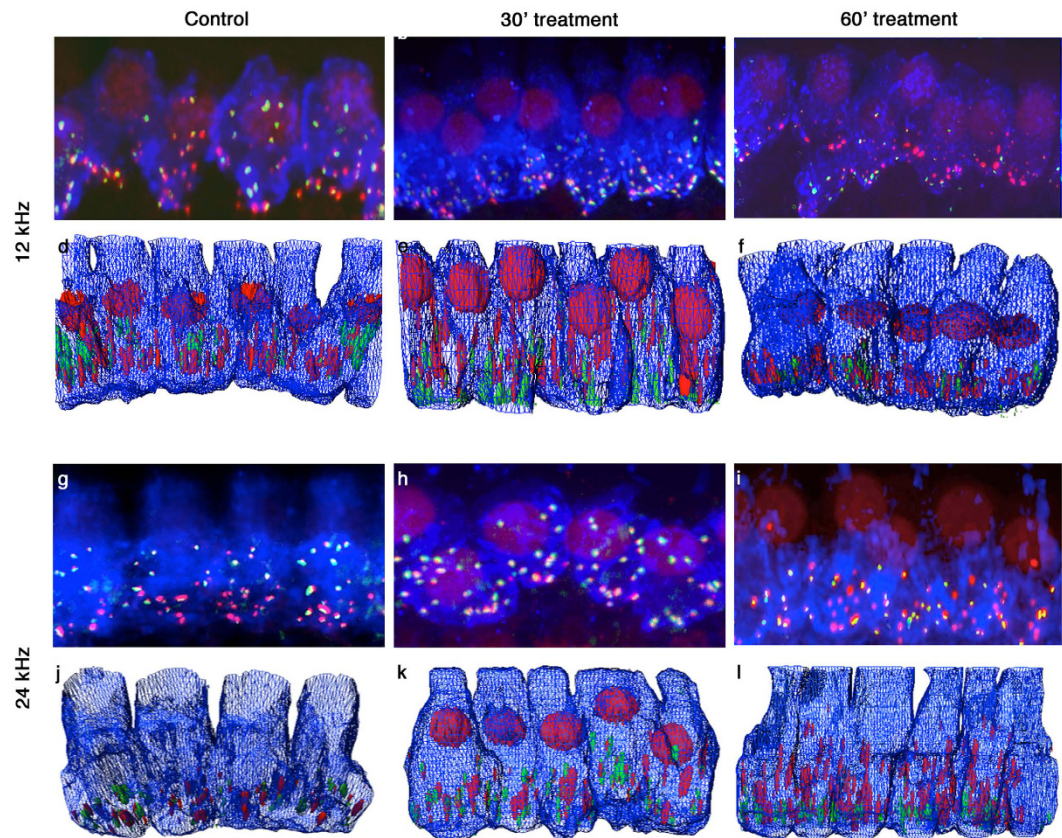 Control
30’ treatment
60’ treatment
12 kHz
d
e
f
24 kHz
g
h
i
j
k
l